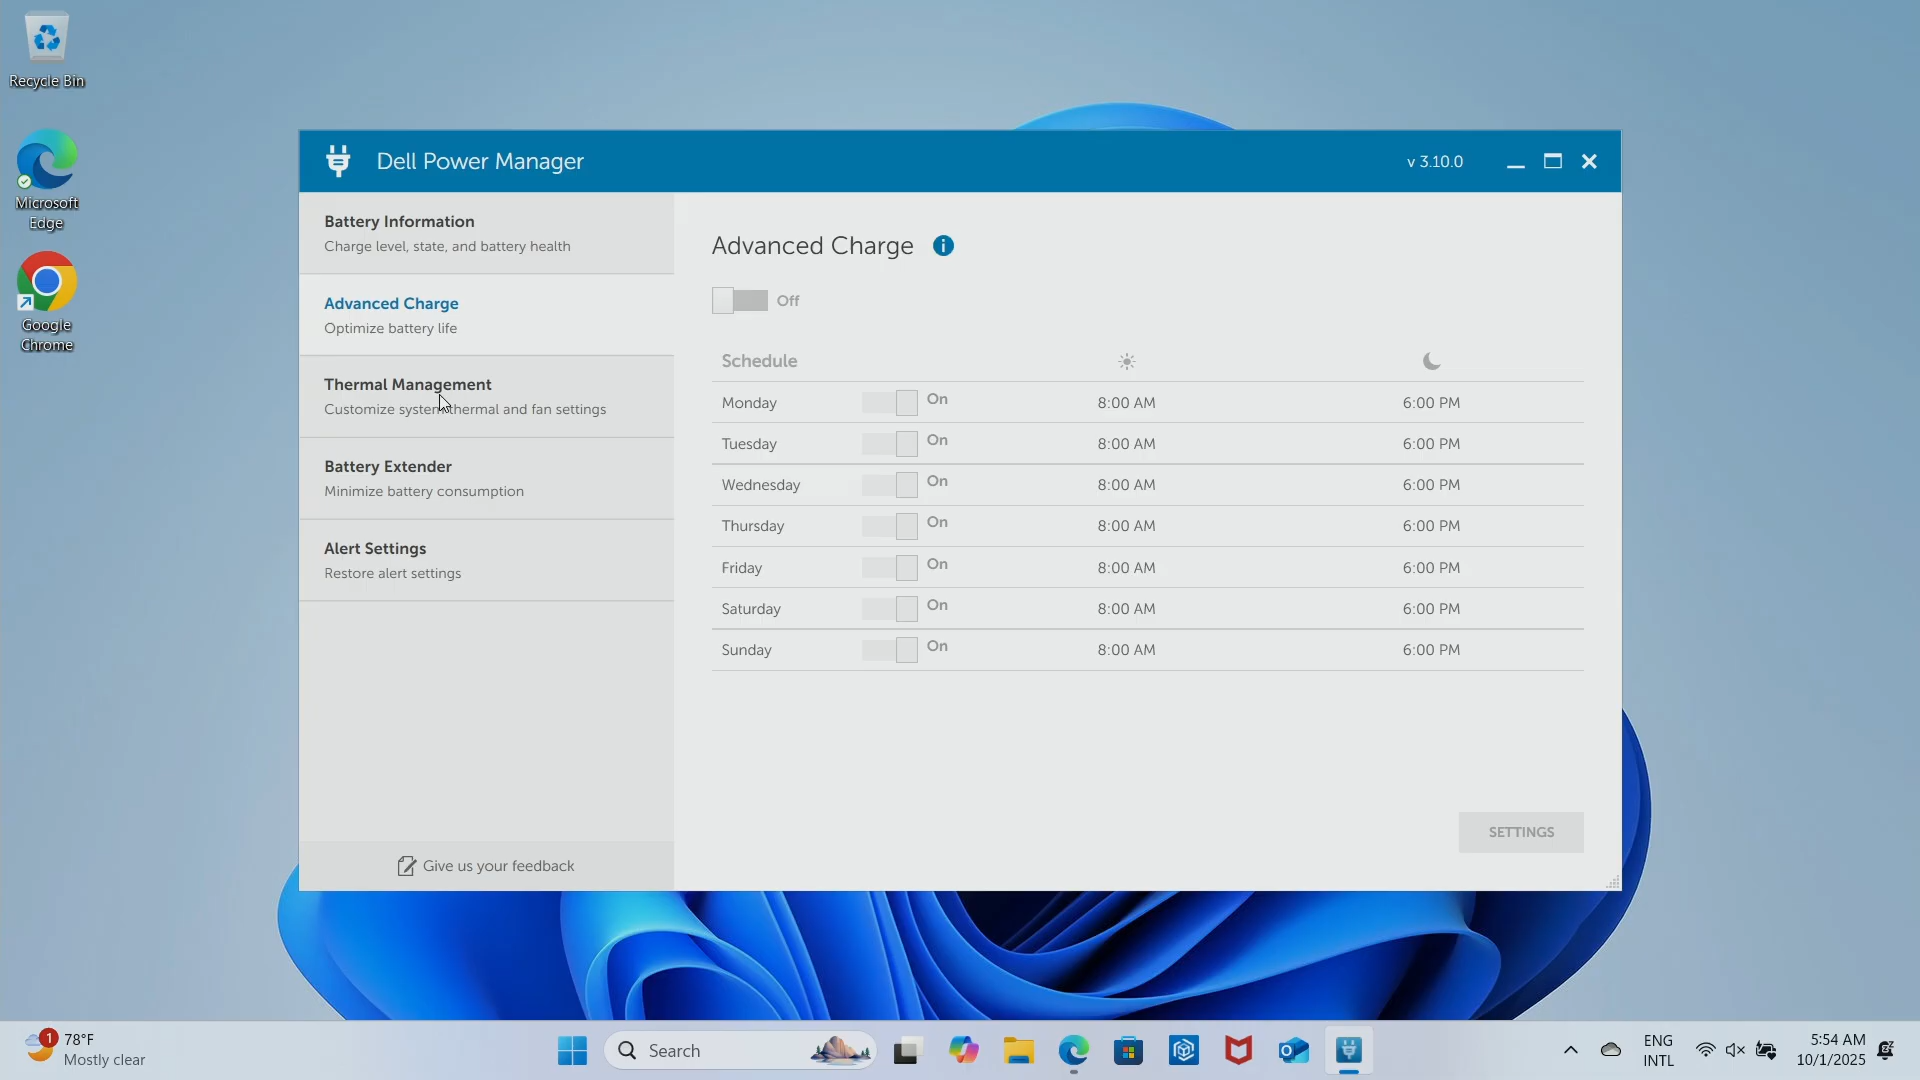 Recycle Bin
Microsoft
Edge
Google
Chrome
Dell Power Manager
v 3.10.0
Battery Information
Charge level, state, and battery health
Advanced Charge
Optimize battery life
Thermal Management
Customize system thermal and fan settings
Battery Extender
Minimize battery consumption
Alert Settings
Restore alert settings
Give us your feedback
Advanced Charge
Off
Schedule
Monday On 8:00 AM 6:00 PM
Tuesday On 8:00 AM 6:00 PM
Wednesday On 8:00 AM 6:00 PM
Thursday On 8:00 AM 6:00 PM
Friday On 8:00 AM 6:00 PM
Saturday On 8:00 AM 6:00 PM
Sunday On 8:00 AM 6:00 PM
SETTINGS
1
78°F
Mostly clear
Search
ENG
INTL
5:54 AM
10/1/2025